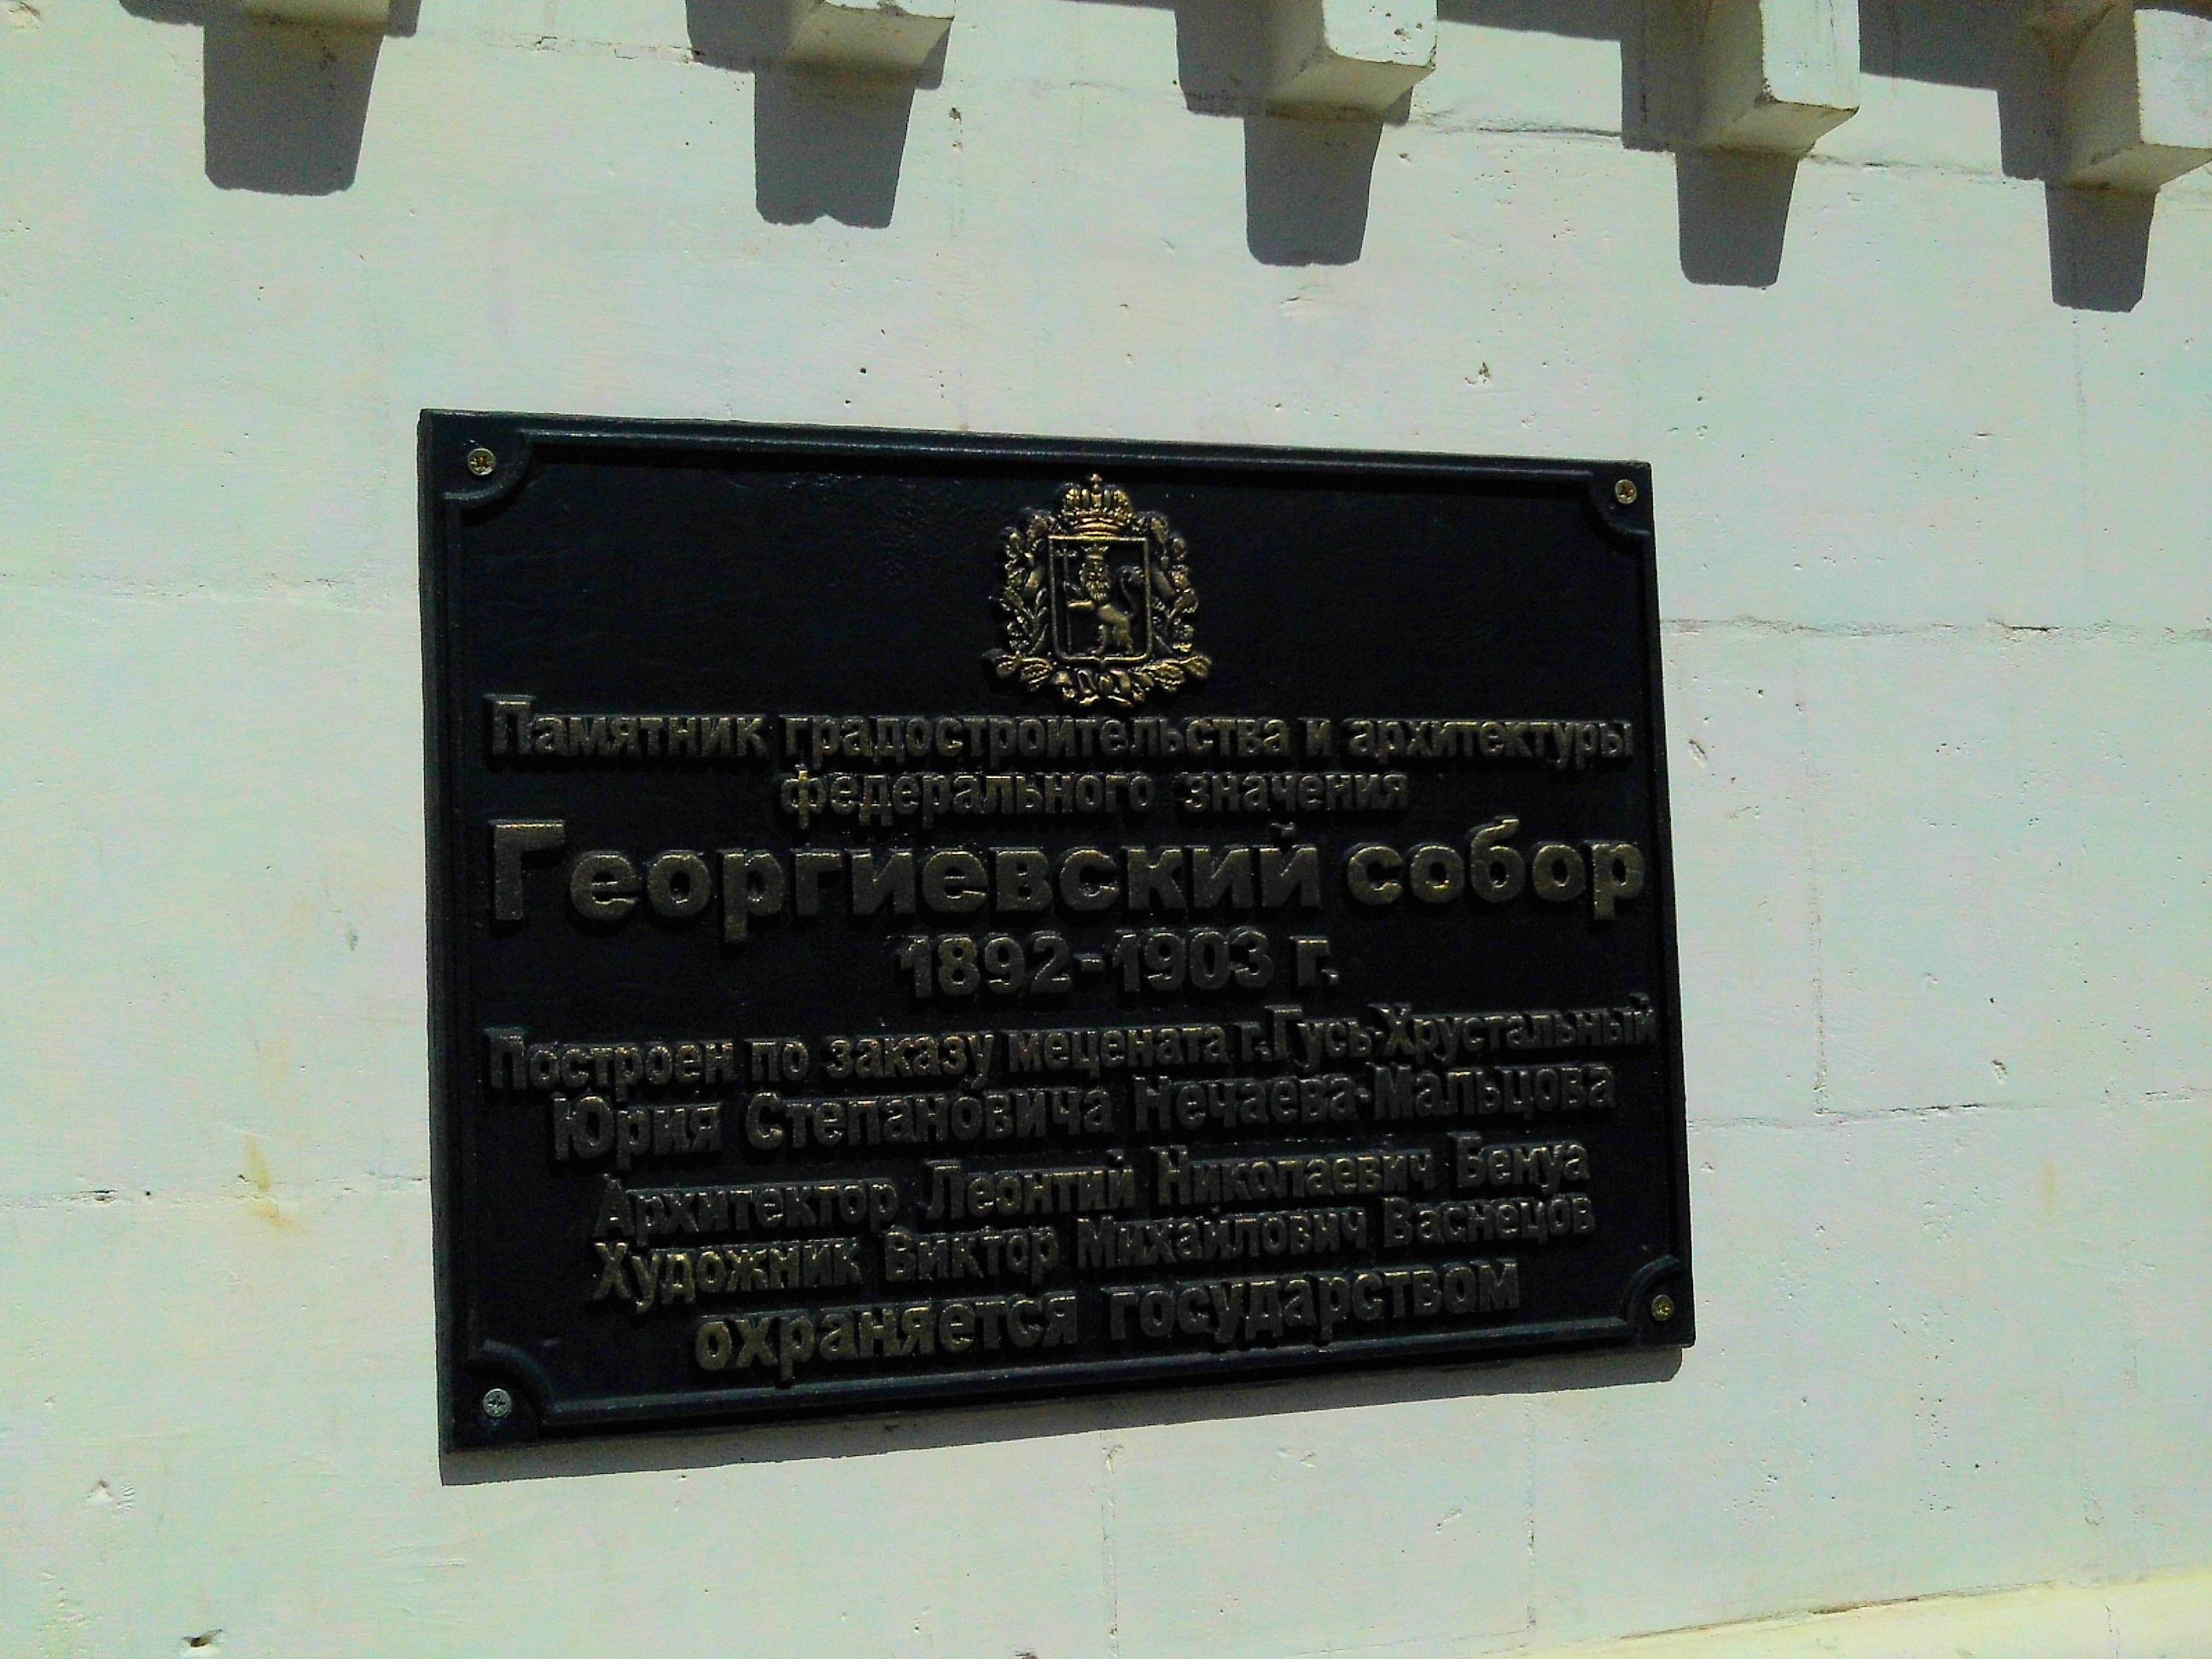 Памятник градостроительства и архитектуры
федерального значения
Георгиевский собор
1892-1903 г.
Построен по заказу мецената г.Гусь-Хрустальный
Юрия Степановича Нечаева-Мальцова
Архитектор Леонтий Николаевич Бенуа
Художник Виктор Михайлович Васнецов
охраняется государством